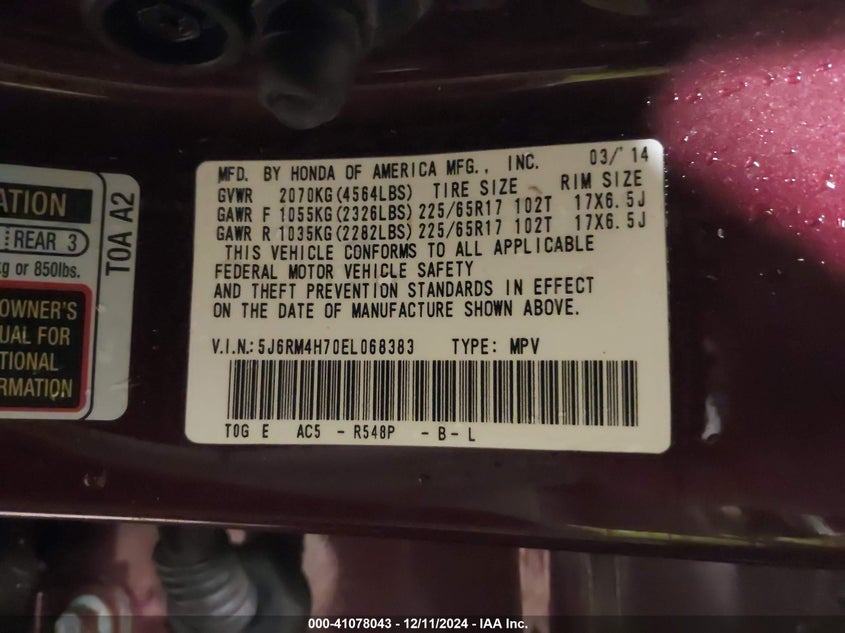 ATION
REAR 3
kg or 850lbs.
OWNER'S
UAL FOR
TIONAL
ORMATION
TOA A2
MFD. BY HONDA OF AMERICA MFG., INC. 03/'14
GVWR 2070KG(4564LBS) TIRE SIZE RIM SIZE
GAWR F 1055KG(2326LBS) 225/65R17 102T 17X6.5J
GAWR R 1035KG(2282LBS) 225/65R17 102T 17X6.5J
THIS VEHICLE CONFORMS TO ALL APPLICABLE
FEDERAL MOTOR VEHICLE SAFETY
AND THEFT PREVENTION STANDARDS IN EFFECT
ON THE DATE OF MANUFACTURE SHOWN ABOVE.
V.I.N.: 5J6RM4H70EL068383 TYPE: MPV
T0G E AC5 - R548P - B - L
000-41078043 - 12/11/2024 - IAA Inc.